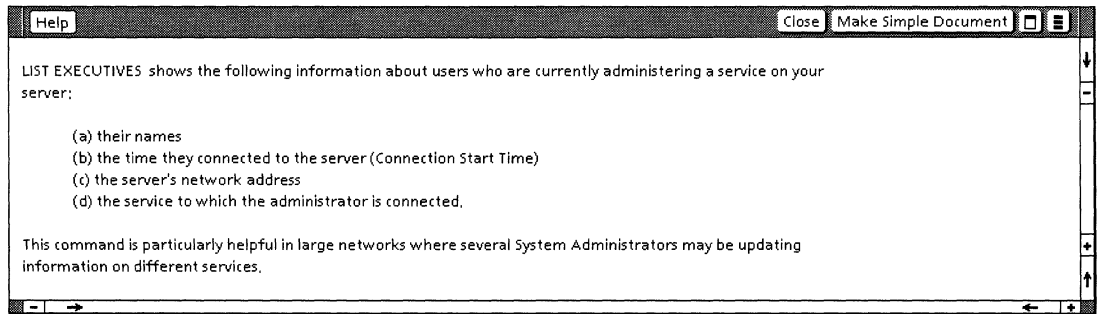 Help Close Make Simple Document
LIST EXECUTIVES shows the following information about users who are currently administering a service on your
server:
(a) their names
(b) the time they connected to the server (Connection Start Time)
(c) the server's network address
(d) the service to which the administrator is connected.
This command is particularly helpful in large networks where several System Administrators may be updating
information on different services.